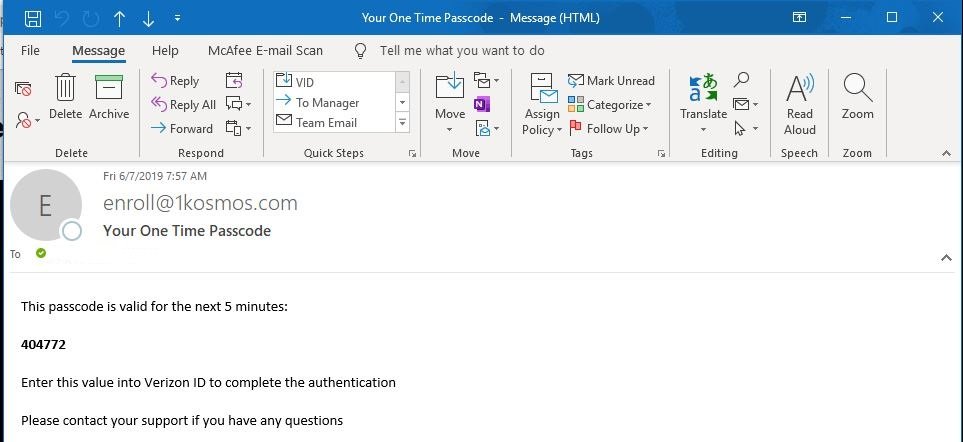 Your One Time Passcode - Message (HTML)
File Message Help McAfee E-mail Scan Tell me what you want to do
Delete Archive
Reply
Reply All
Forward
VID
To Manager
Team Email
Move
Assign Policy
Mark Unread
Categorize
Follow Up
Translate
Read Aloud
Zoom
Delete Respond Quick Steps Move Tags Editing Speech Zoom
E
Fri 6/7/2019 7:57 AM
enroll@1kosmos.com
Your One Time Passcode
To
This passcode is valid for the next 5 minutes:
404772
Enter this value into Verizon ID to complete the authentication
Please contact your support if you have any questions